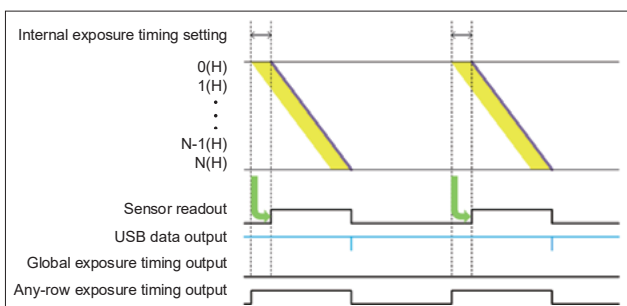 Internal exposure timing setting
0(H)
1(H)
N-1(H)
N(H)
Sensor readout
USB data output
Global exposure timing output
Any-row exposure timing output